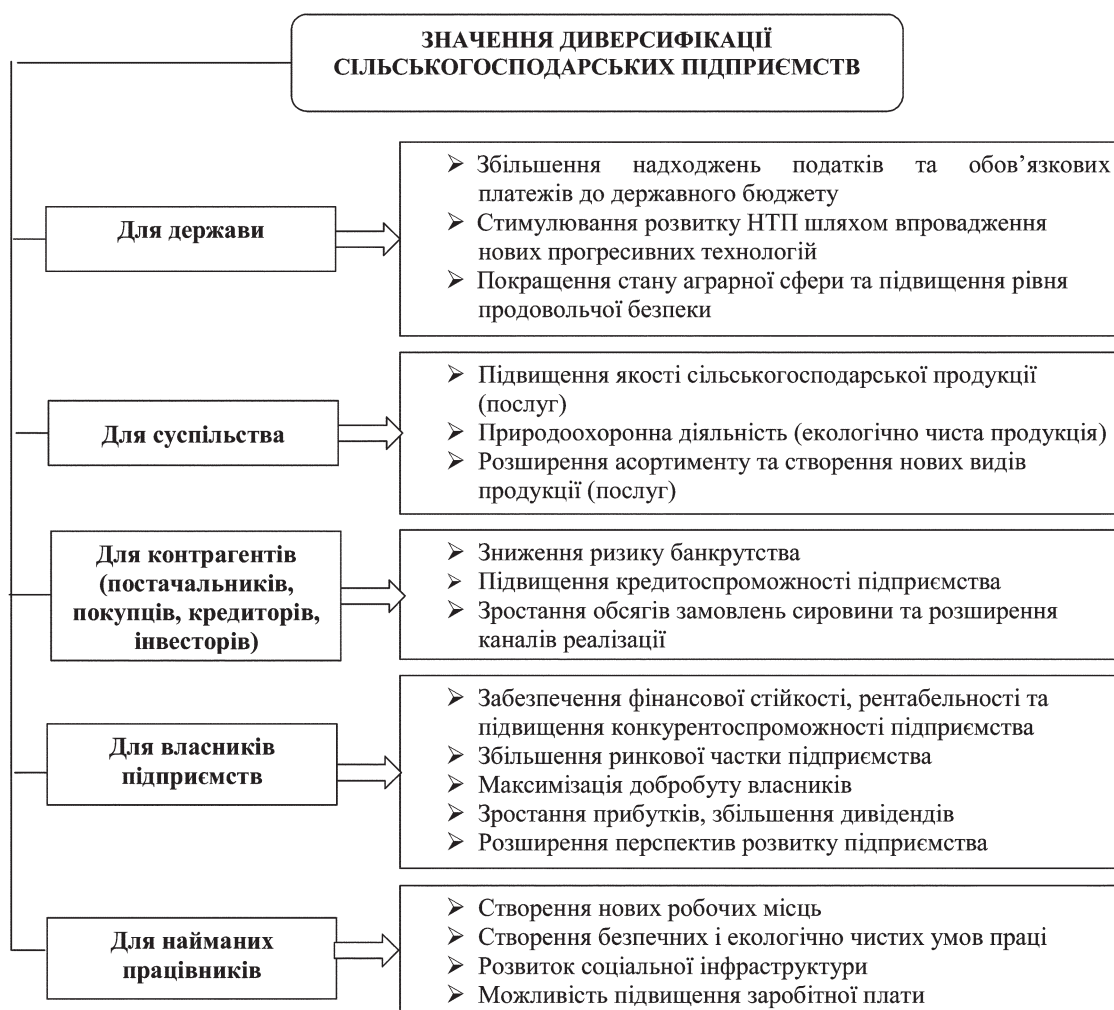 ЗНАЧЕННЯ ДИВЕРСИФІКАЦІЇ
СІЛЬСЬКОГОСПОДАРСЬКИХ ПІДПРИЄМСТВ
Для держави
➢ Збільшення надходжень податків та обов’язкових
платежів до державного бюджету
➢ Стимулювання розвитку НТП шляхом впровадження
нових прогресивних технологій
➢ Покращення стану аграрної сфери та підвищення рівня
продовольчої безпеки
Для суспільства
➢ Підвищення якості сільськогосподарської продукції
(послуг)
➢ Природоохоронна діяльність (екологічно чиста продукція)
➢ Розширення асортименту та створення нових видів
продукції (послуг)
Для контрагентів
(постачальників,
покупців, кредиторів,
інвесторів)
➢ Зниження ризику банкрутства
➢ Підвищення кредитоспроможності підприємства
➢ Зростання обсягів замовлень сировини та розширення
каналів реалізації
Для власників
підприємств
➢ Забезпечення фінансової стійкості, рентабельності та
підвищення конкурентоспроможності підприємства
➢ Збільшення ринкової частки підприємства
➢ Максимізація добробуту власників
➢ Зростання прибутків, збільшення дивідендів
➢ Розширення перспектив розвитку підприємства
Для найманих
працівників
➢ Створення нових робочих місць
➢ Створення безпечних і екологічно чистих умов праці
➢ Розвиток соціальної інфраструктури
➢ Можливість підвищення заробітної плати